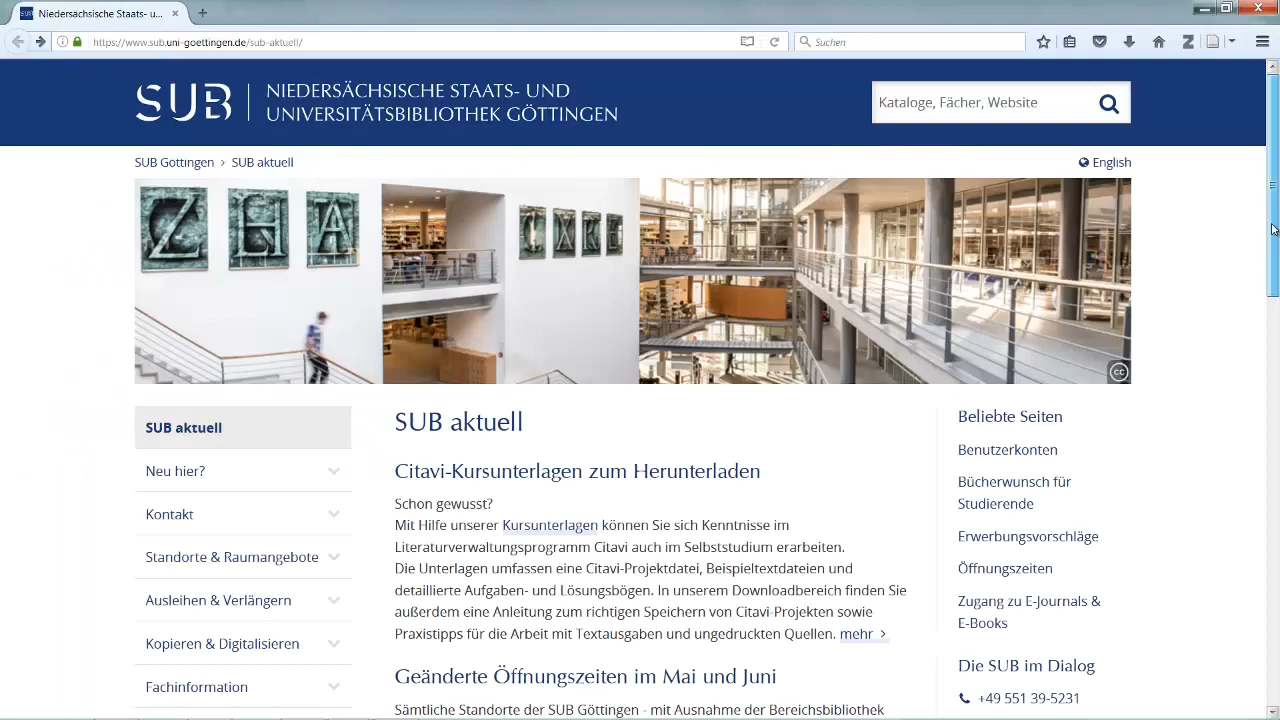 Niedersächsische Staats- u
https://www.sub.uni-goettingen.de/sub-aktuell/
Suchen
SUB
NIEDERSÄCHSISCHE STAATS- UND
UNIVERSITÄTSBIBLIOTHEK GÖTTINGEN
Kataloge, Fächer, Website
SUB Göttingen > SUB aktuell
English
Z H A
I X R E
cc
SUB aktuell
Neu hier?
Kontakt
Standorte & Raumangebote
Ausleihen & Verlängern
Kopieren & Digitalisieren
Fachinformation
SUB aktuell
Citavi-Kursunterlagen zum Herunterladen
Schon gewusst?
Mit Hilfe unserer Kursunterlagen können Sie sich Kenntnisse im
Literaturverwaltungsprogramm Citavi auch im Selbststudium erarbeiten.
Die Unterlagen umfassen eine Citavi-Projektdatei, Beispieltextdateien und
detaillierte Aufgaben- und Lösungsbögen. In unserem Downloadbereich finden Sie
außerdem eine Anleitung zum richtigen Speichern von Citavi-Projekten sowie
Praxistipps für die Arbeit mit Textausgaben und ungedruckten Quellen. mehr >
Geänderte Öffnungszeiten im Mai und Juni
Sämtliche Standorte der SUB Göttingen - mit Ausnahme der Bereichsbibliothek
Beliebte Seiten
Benutzerkonten
Bücherwunsch für
Studierende
Erwerbungsvorschläge
Öffnungszeiten
Zugang zu E-Journals &
E-Books
Die SUB im Dialog
+49 551 39-5231